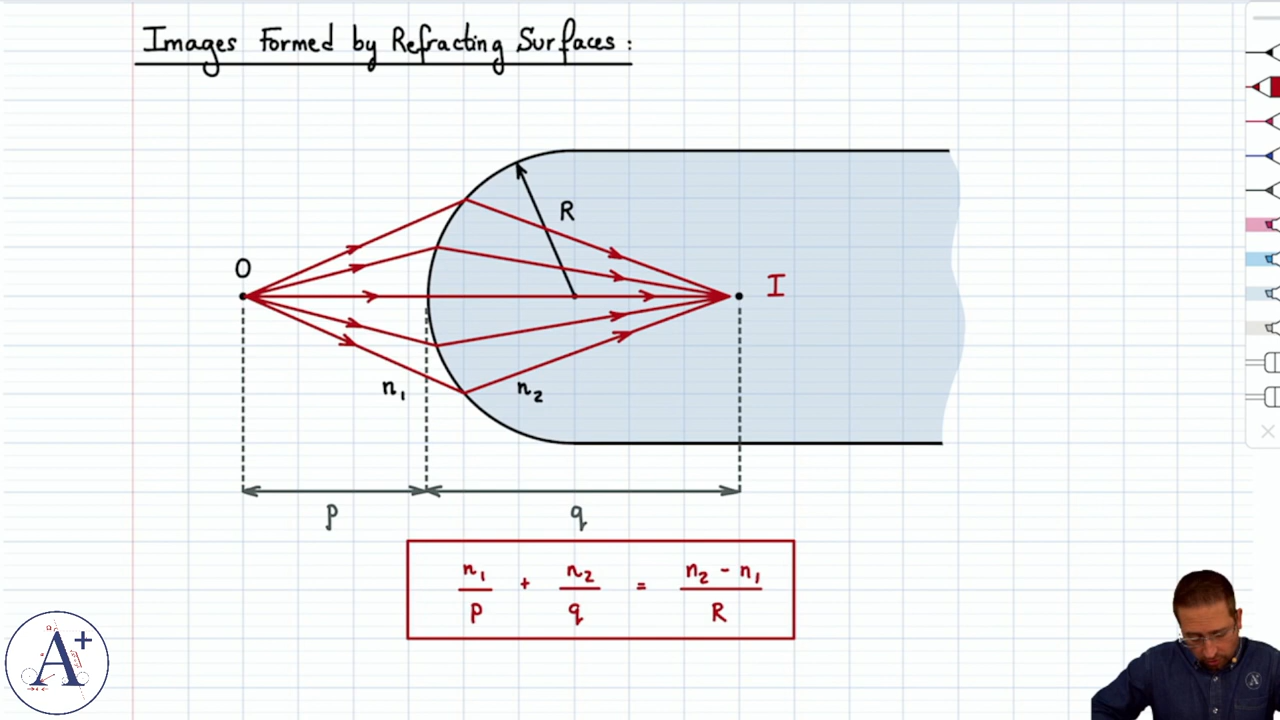 Images Formed by Refracting Surfaces :
R
O
I
n₁ n₂
p q
n₁/p + n₂/q = (n₂ - n₁)/R
A+
A+